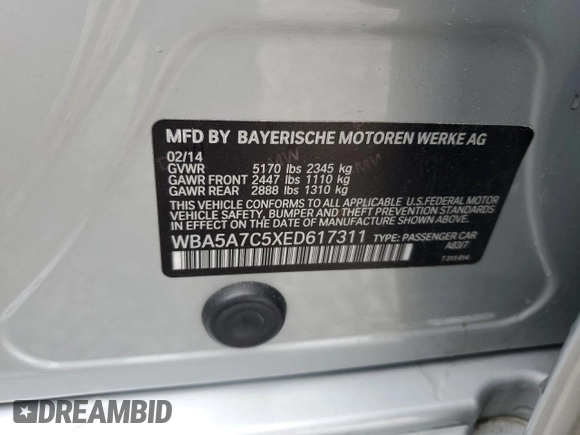 MFD BY BAYERISCHE MOTOREN WERKE AG
02/14
GVWR 5170 lbs 2345 kg
GAWR FRONT 2447 lbs 1110 kg
GAWR REAR 2888 lbs 1310 kg
THIS VEHICLE CONFORMS TO ALL APPLICABLE U.S.FEDERAL MOTOR
VEHICLE SAFETY, BUMPER AND THEFT PREVENTION STANDARDS
IN EFFECT ON THE DATE OF MANUFACTURE SHOWN ABOVE.
WBA5A7C5XED617311 TYPE: PASSENGER CAR
A83/7
DREAMBID